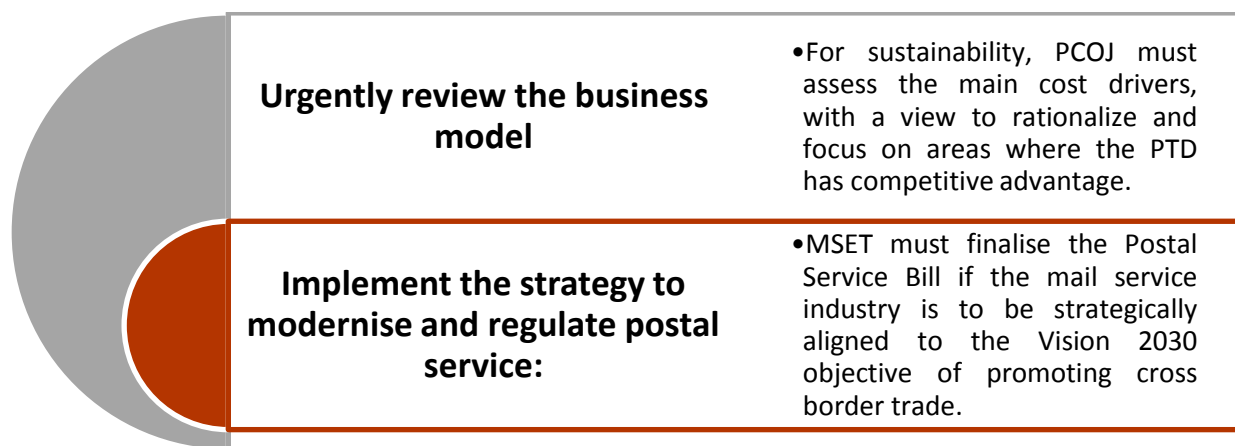 Urgently review the business
model
•For sustainability, PCOJ must
assess the main cost drivers,
with a view to rationalize and
focus on areas where the PTD
has competitive advantage.
Implement the strategy to
modernise and regulate postal
service:
•MSET must finalise the Postal
Service Bill if the mail service
industry is to be strategically
aligned to the Vision 2030
objective of promoting cross
border trade.